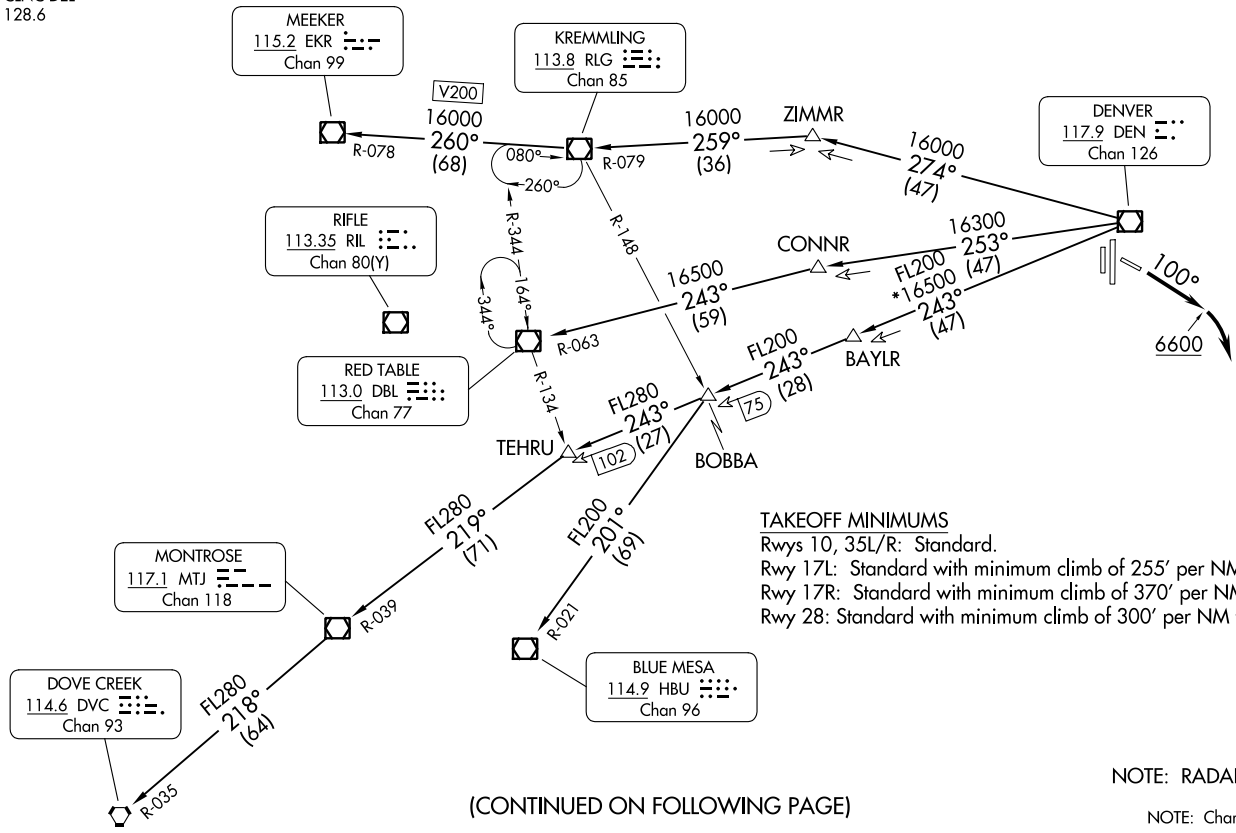 128.6
MEEKER
115.2 EKR
Chan 99
KREMMLING
113.8 RLG
Chan 85
V200
16000
260°
(68)
R-078
080°
260°
R-079
16000
259°
(36)
ZIMMR
16000
274°
(47)
DENVER
117.9 DEN
Chan 126
RIFLE
113.35 RIL
Chan 80(Y)
R-344
R-148
164°
344°
CONNR
16300
253°
(47)
16500
243°
(59)
R-063
FL200
*16500
243°
(47)
BAYLR
100°
6600
RED TABLE
113.0 DBL
Chan 77
R-134
FL200
243°
(28)
75
FL280
243°
(27)
102
TEHRU
BOBBA
FL280
219°
(71)
FL200
201°
(69)
TAKEOFF MINIMUMS
Rwys 10, 35L/R: Standard.
Rwy 17L: Standard with minimum climb of 255' per NM
Rwy 17R: Standard with minimum climb of 370' per NM
Rwy 28: Standard with minimum climb of 300' per NM
MONTROSE
117.1 MTJ
Chan 118
R-039
R-021
BLUE MESA
114.9 HBU
Chan 96
DOVE CREEK
114.6 DVC
Chan 93
FL280
218°
(64)
R-035
(CONTINUED ON FOLLOWING PAGE)
NOTE: RADAR
NOTE: Char